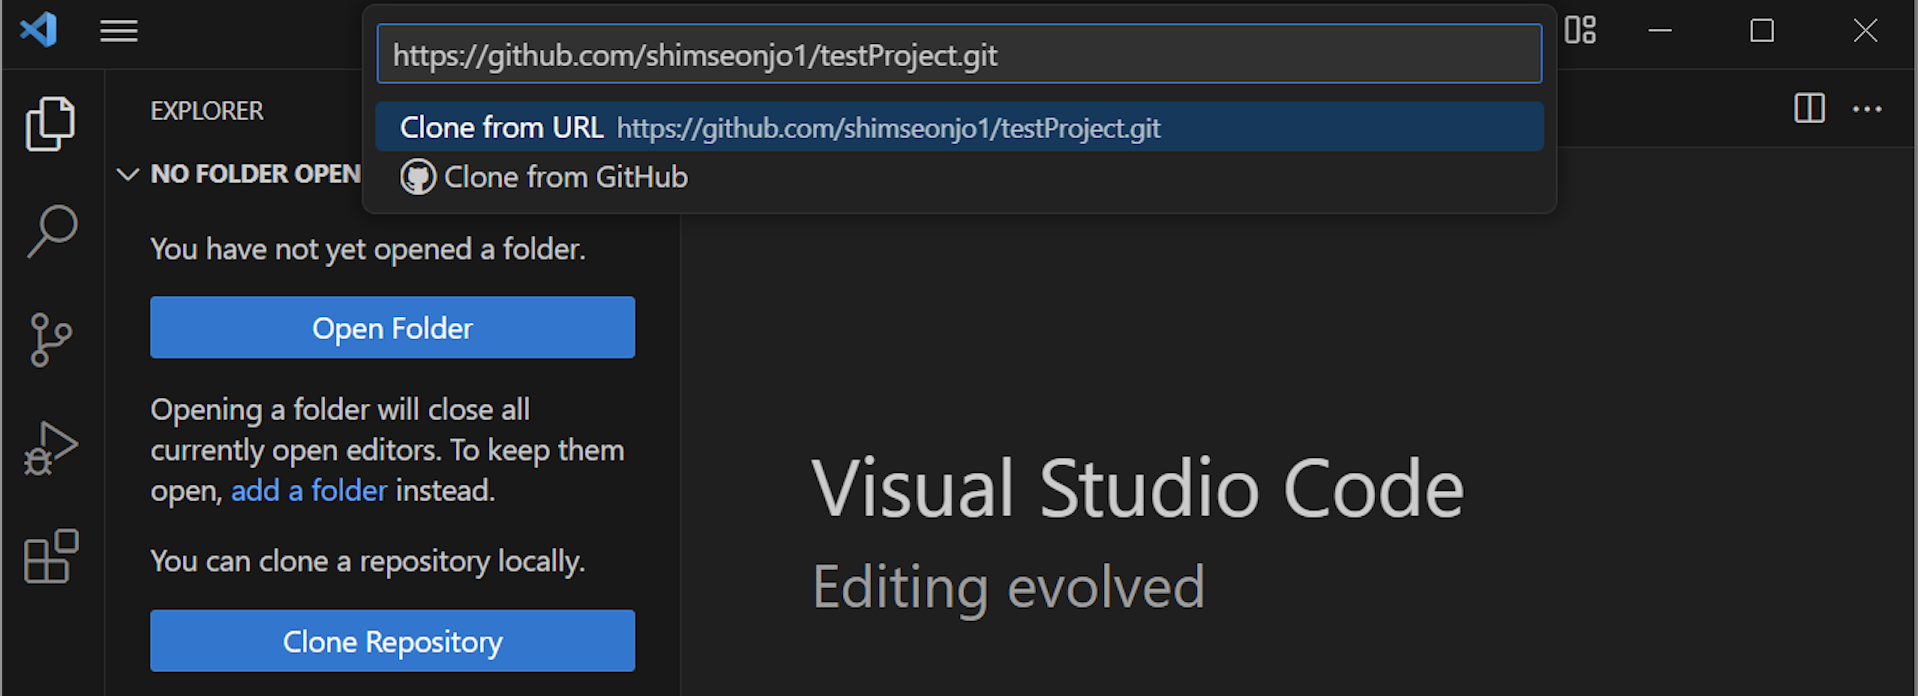 https://github.com/shimseonjo1/testProject.git
Clone from URL https://github.com/shimseonjo1/testProject.git
Clone from GitHub
EXPLORER
NO FOLDER OPEN
You have not yet opened a folder.
Open Folder
Opening a folder will close all
currently open editors. To keep them
open, add a folder instead.
You can clone a repository locally.
Clone Repository
Visual Studio Code
Editing evolved